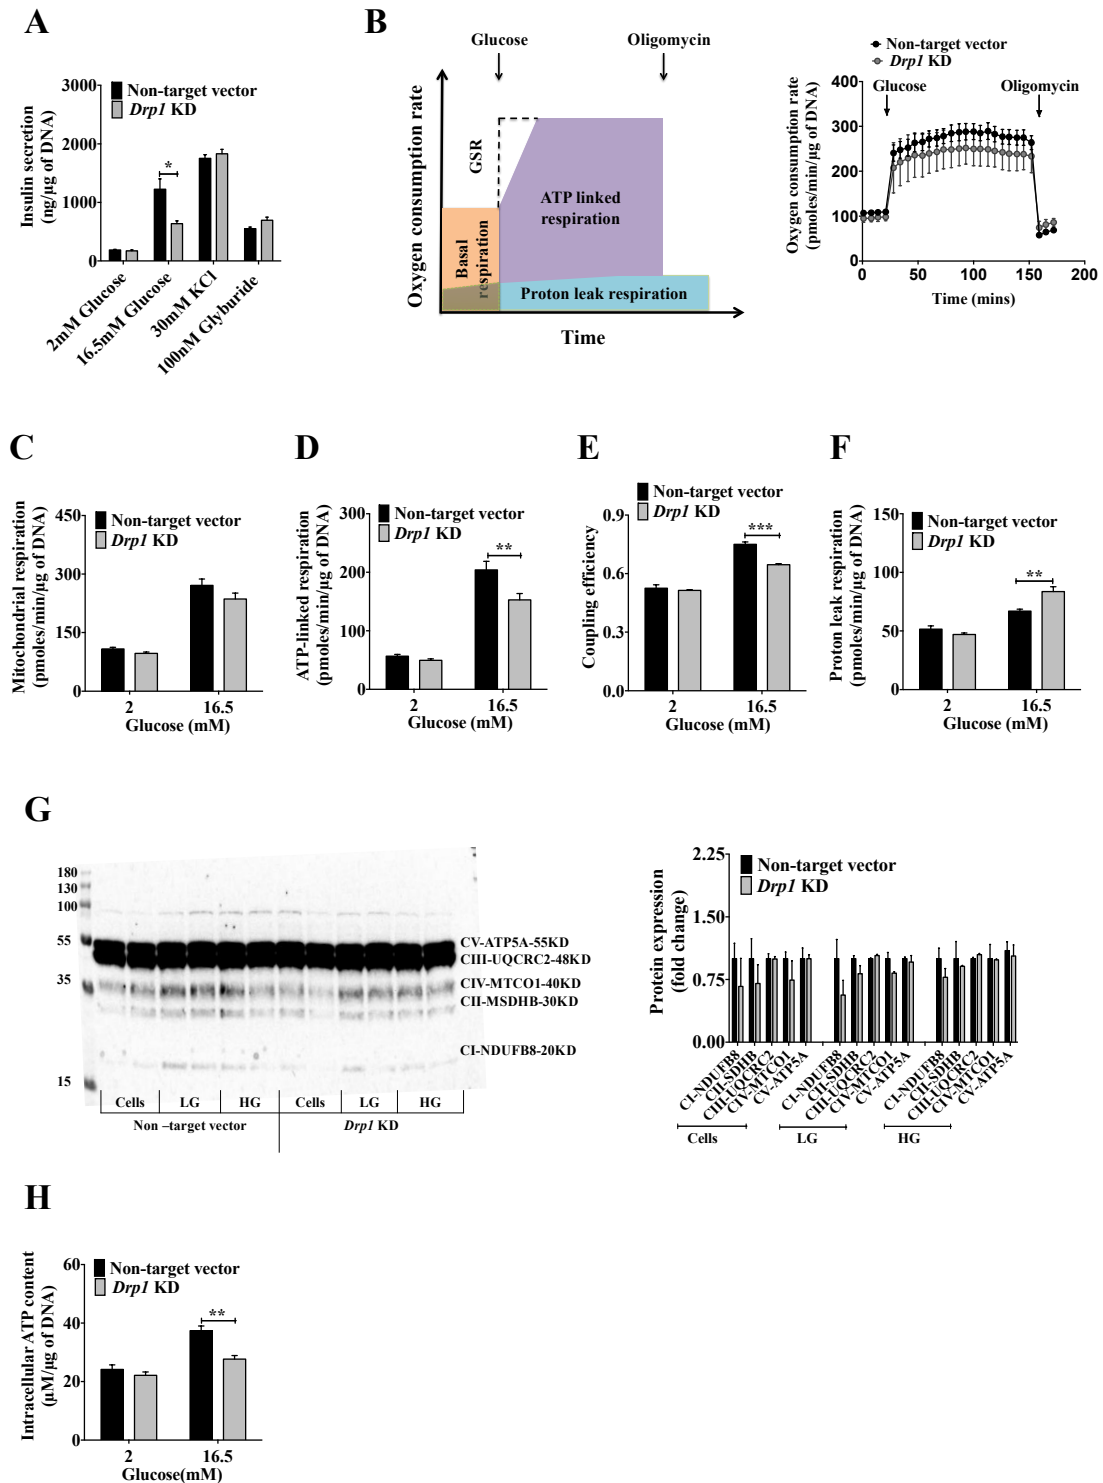 A
Non-target vector
Drp1 KD
Insulin secretion
(ng/µg of DNA)
3000
2000
1000
0
*
2mM Glucose
16.5mM Glucose
30mM KCl
100nM Glyburide
B
Glucose
Oligomycin
Oxygen consumption rate
GSR
Basal
respiration
ATP linked
respiration
Proton leak respiration
Time
Non-target vector
Drp1 KD
Glucose
Oligomycin
Oxygen consumption rate
(pmoles/min/µg of DNA)
400
300
200
100
0
0
50
100
150
200
Time (mins)
C
Non-target vector
Drp1 KD
Mitochondrial respiration
(pmoles/min/µg of DNA)
450
300
150
0
2
16.5
Glucose (mM)
D
Non-target vector
Drp1 KD
ATP-linked respiration
(pmoles/min/µg of DNA)
300
200
100
0
**
2
16.5
Glucose (mM)
E
Non-target vector
Drp1 KD
Coupling efficiency
0.9
0.6
0.3
0.0
***
2
16.5
Glucose (mM)
F
Non-target vector
Drp1 KD
Proton leak respiration
(pmoles/min/µg of DNA)
150
100
50
0
**
2
16.5
Glucose (mM)
G
180
130
100
55
35
15
CV-ATP5A-55KD
CIII-UQCRC2-48KD
CIV-MTCO1-40KD
CII-MSDHB-30KD
CI-NDUFB8-20KD
Cells LG HG Cells LG HG
Non –target vector Drp1 KD
Non-target vector
Drp1 KD
Protein expression
(fold change)
2.25
1.50
0.75
0.00
CI-NDUFB8
CII-SDHB
CIII-UQCRC2
CIV-MTCO1
CV-ATP5A
CI-NDUFB8
CII-SDHB
CIII-UQCRC2
CIV-MTCO1
CV-ATP5A
CI-NDUFB8
CII-SDHB
CIII-UQCRC2
CIV-MTCO1
CV-ATP5A
Cells
LG
HG
H
Non-target vector
Drp1 KD
Intracellular ATP content
(µM/µg of DNA)
60
40
20
0
**
2
16.5
Glucose(mM)